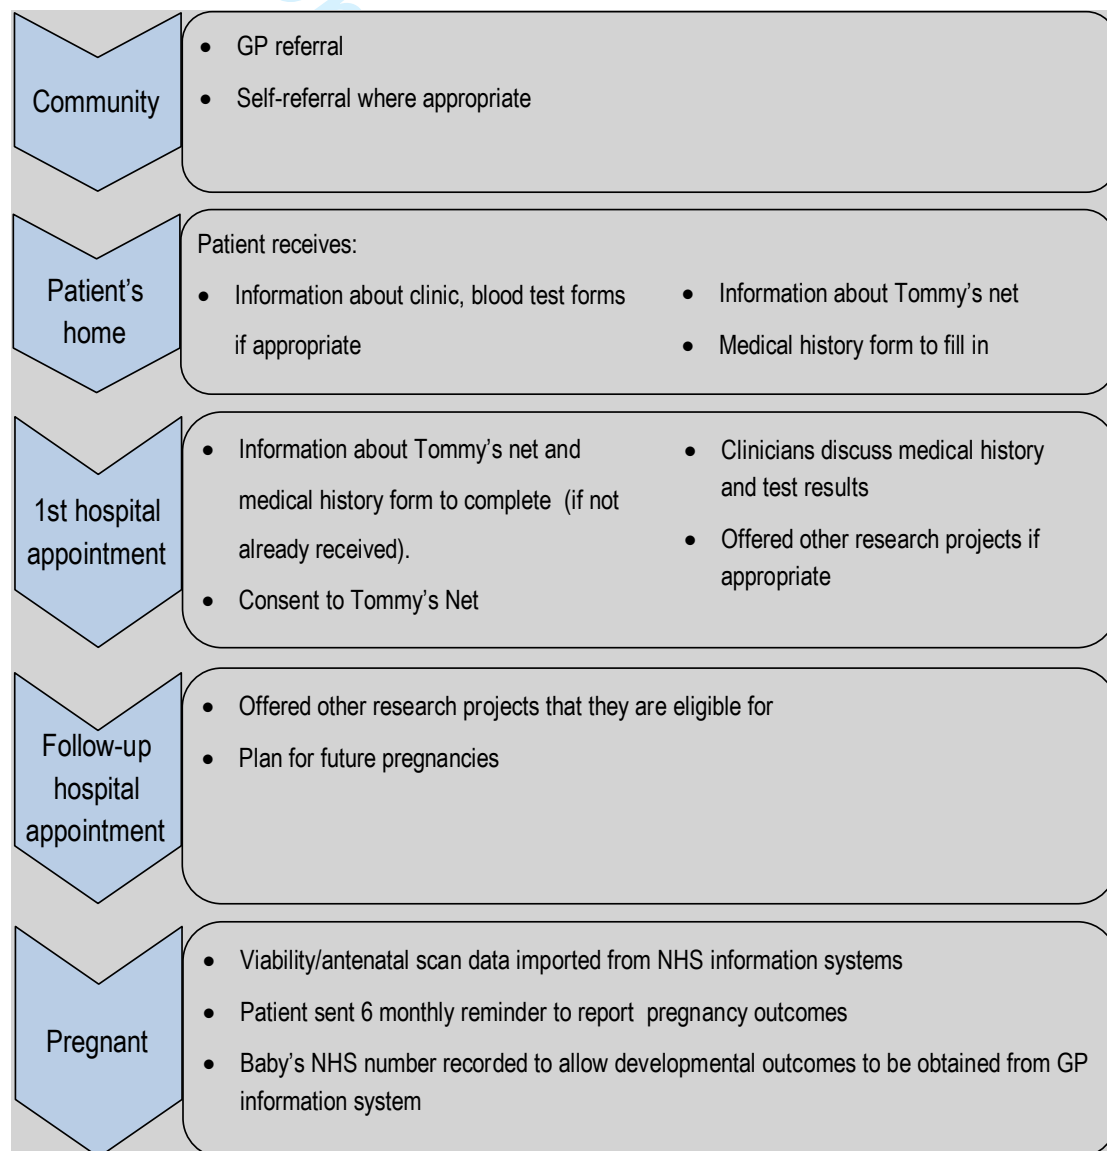 Community
• GP referral
• Self-referral where appropriate
Patient's
home
Patient receives:
• Information about clinic, blood test forms
if appropriate
• Information about Tommy's net
• Medical history form to fill in
1st hospital
appointment
• Information about Tommy's net and
medical history form to complete (if not
already received).
• Consent to Tommy's Net
• Clinicians discuss medical history
and test results
• Offered other research projects if
appropriate
Follow-up
hospital
appointment
• Offered other research projects that they are eligible for
• Plan for future pregnancies
Pregnant
• Viability/antenatal scan data imported from NHS information systems
• Patient sent 6 monthly reminder to report pregnancy outcomes
• Baby's NHS number recorded to allow developmental outcomes to be obtained from GP
information system